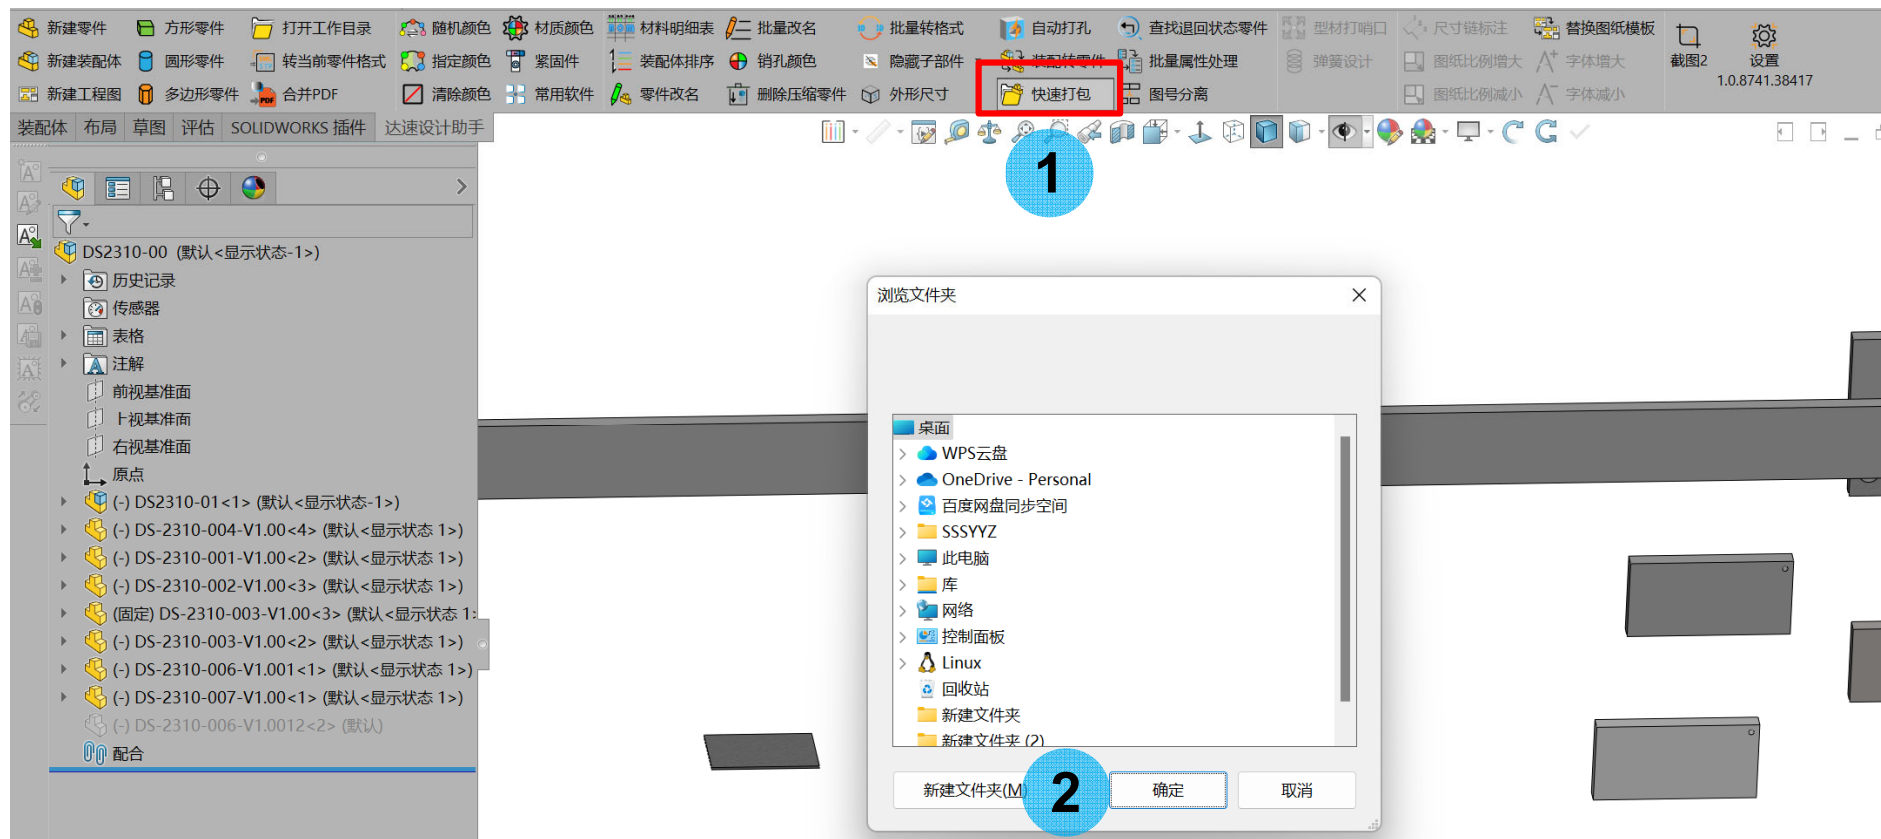 新建零件 方形零件 打开工作目录 随机颜色 材质颜色 材料明细表 批量改名 批量转格式 自动打孔 查找退回状态零件 型材打哨口 尺寸链标注 替换图纸模板
新建装配体 圆形零件 转当前零件格式 指定颜色 紧固件 装配体排序 销孔颜色 隐藏子部件 装配转零件 批量属性处理 弹簧设计 图纸比例增大 字体增大 截图2 设置
1.0.8741.38417
新建工程图 多边形零件 合并PDF 清除颜色 常用软件 零件改名 删除压缩零件 外形尺寸 快速打包 图号分离 图纸比例减小 字体减小
装配体 布局 草图 评估 SOLIDWORKS 插件 达速设计助手
1
DS2310-00 (默认<显示状态-1>)
历史记录
传感器
表格
注解
前视基准面
上视基准面
右视基准面
原点
(-) DS2310-01<1> (默认<显示状态-1>)
(-) DS-2310-004-V1.00<4> (默认<显示状态 1>)
(-) DS-2310-001-V1.00<2> (默认<显示状态 1>)
(-) DS-2310-002-V1.00<3> (默认<显示状态 1>)
(固定) DS-2310-003-V1.00<3> (默认<显示状态 1>
(-) DS-2310-003-V1.00<2> (默认<显示状态 1>)
(-) DS-2310-006-V1.001<1> (默认<显示状态 1>)
(-) DS-2310-007-V1.00<1> (默认<显示状态 1>)
(-) DS-2310-006-V1.0012<2> (默认)
配合
浏览文件夹
桌面
WPS云盘
OneDrive - Personal
百度网盘同步空间
SSSYYZ
此电脑
库
网络
控制面板
Linux
回收站
新建文件夹
新建文件夹 (2)
新建文件夹(M) 2 确定 取消